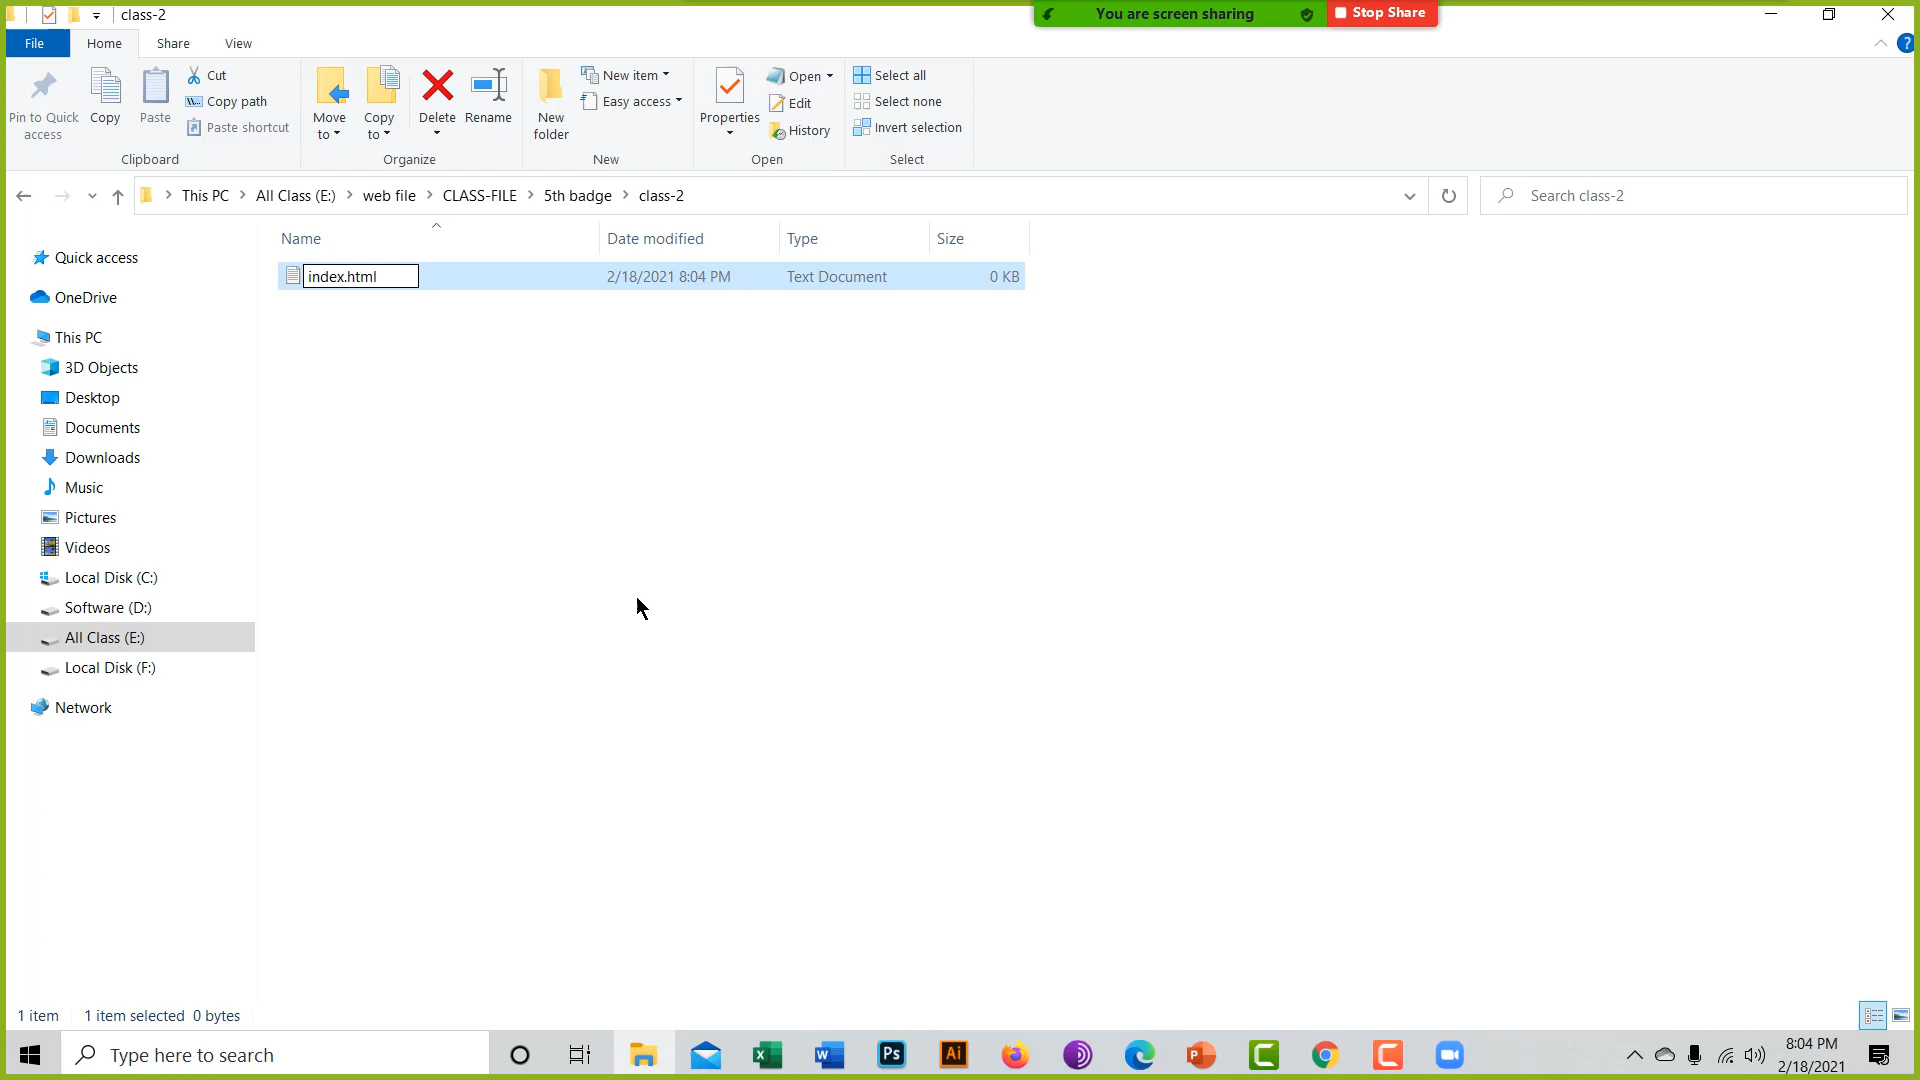 class-2
You are screen sharing
Stop Share
File
Home
Share
View
?
Pin to Quick access
Copy
Paste
Cut
Copy path
Paste shortcut
Clipboard
Move to
Copy to
Delete
Rename
Organize
New folder
New item
Easy access
New
Properties
Open
Edit
History
Open
Select all
Select none
Invert selection
Select
This PC
All Class (E:)
web file
CLASS-FILE
5th badge
class-2
Search class-2
Name
Date modified
Type
Size
index.html
2/18/2021 8:04 PM
Text Document
0 KB
Quick access
OneDrive
This PC
3D Objects
Desktop
Documents
Downloads
Music
Pictures
Videos
Local Disk (C:)
Software (D:)
All Class (E:)
Local Disk (F:)
Network
1 item
1 item selected 0 bytes
Type here to search
Ps
Ai
8:04 PM
2/18/2021